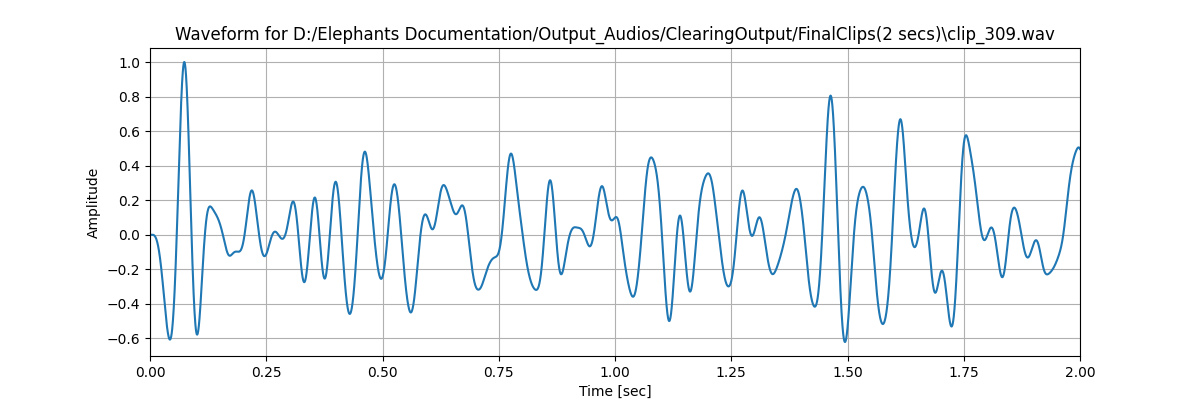 Waveform for D:/Elephants Documentation/Output_Audios/ClearingOutput/FinalClips(2 secs)\clip_309.wav
1.0
0.8
0.6
0.4
0.2
0.0
−0.2
−0.4
−0.6
Amplitude
0.00 0.25 0.50 0.75 1.00 1.25 1.50 1.75 2.00
Time [sec]